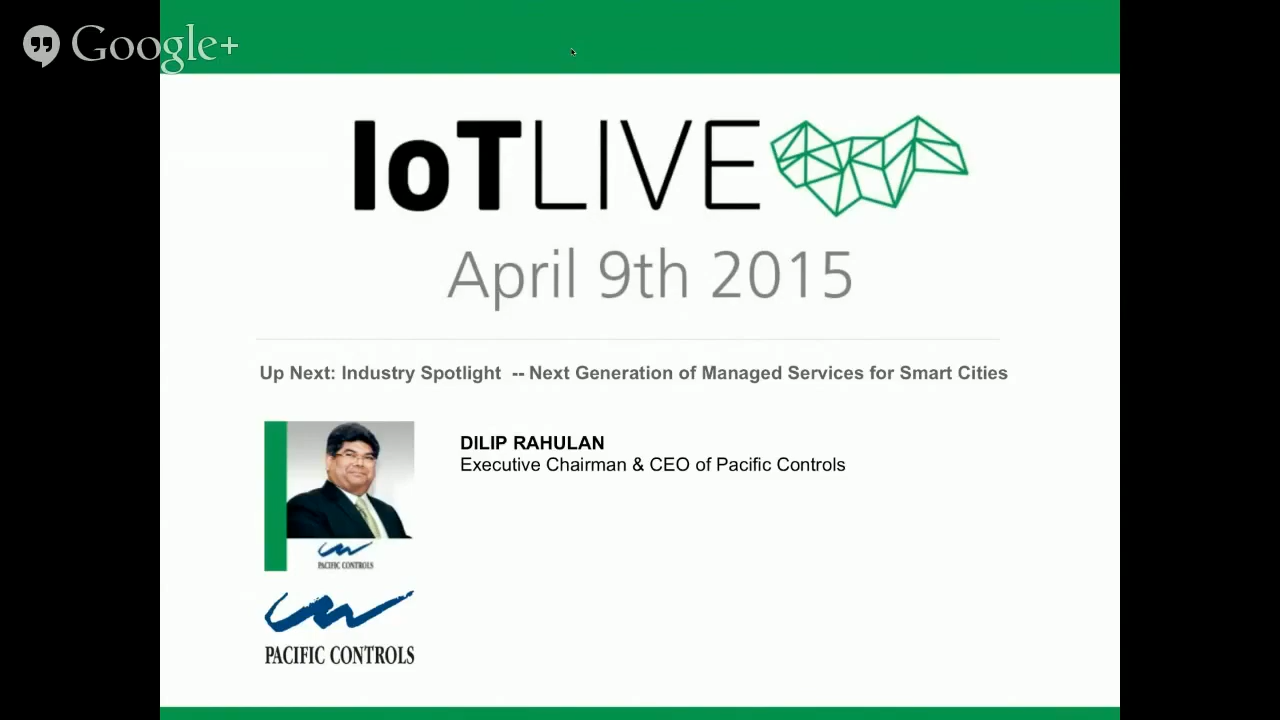 Google+
IoTLIVE
April 9th 2015
Up Next: Industry Spotlight -- Next Generation of Managed Services for Smart Cities
DILIP RAHULAN
Executive Chairman & CEO of Pacific Controls
PACIFIC CONTROLS
PACIFIC CONTROLS